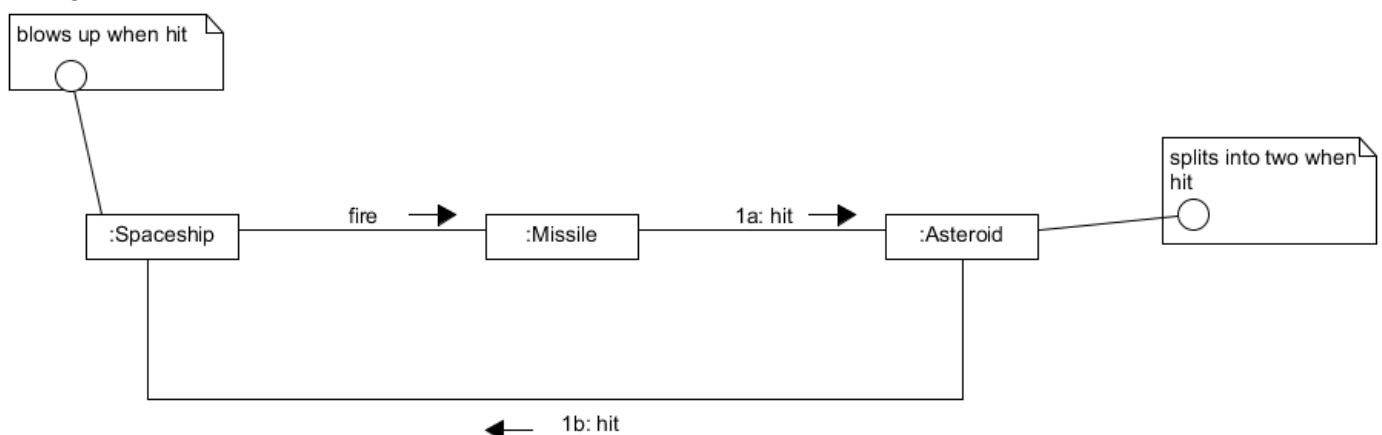 blows up when hit
splits into two when
hit
fire
1a: hit
:Spaceship
:Missile
:Asteroid
1b: hit